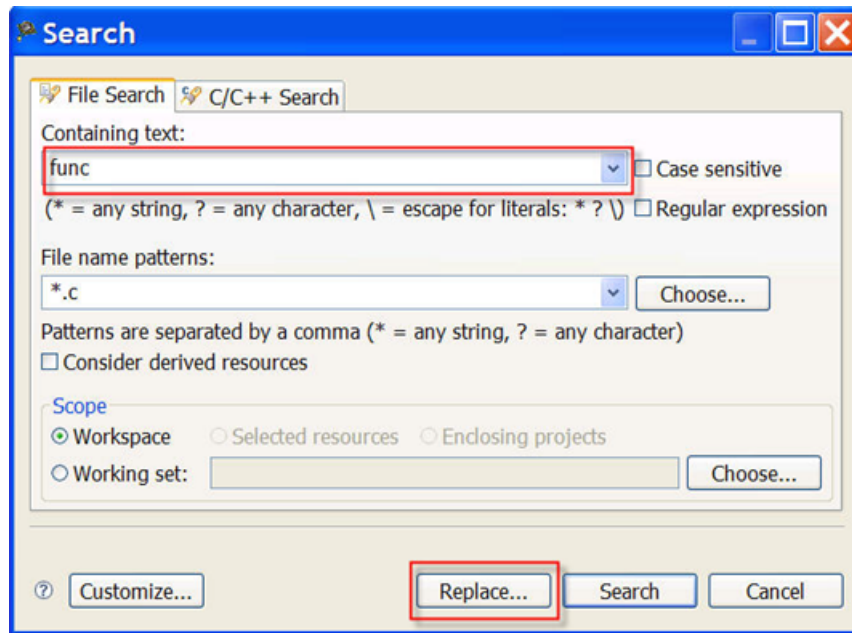 Search
File Search C/C++ Search
Containing text:
func Case sensitive
(* = any string, ? = any character, \ = escape for literals: * ? \) Regular expression
File name patterns:
*.c Choose...
Patterns are separated by a comma (* = any string, ? = any character)
Consider derived resources
Scope
Workspace Selected resources Enclosing projects
Working set: Choose...
? Customize... Replace... Search Cancel